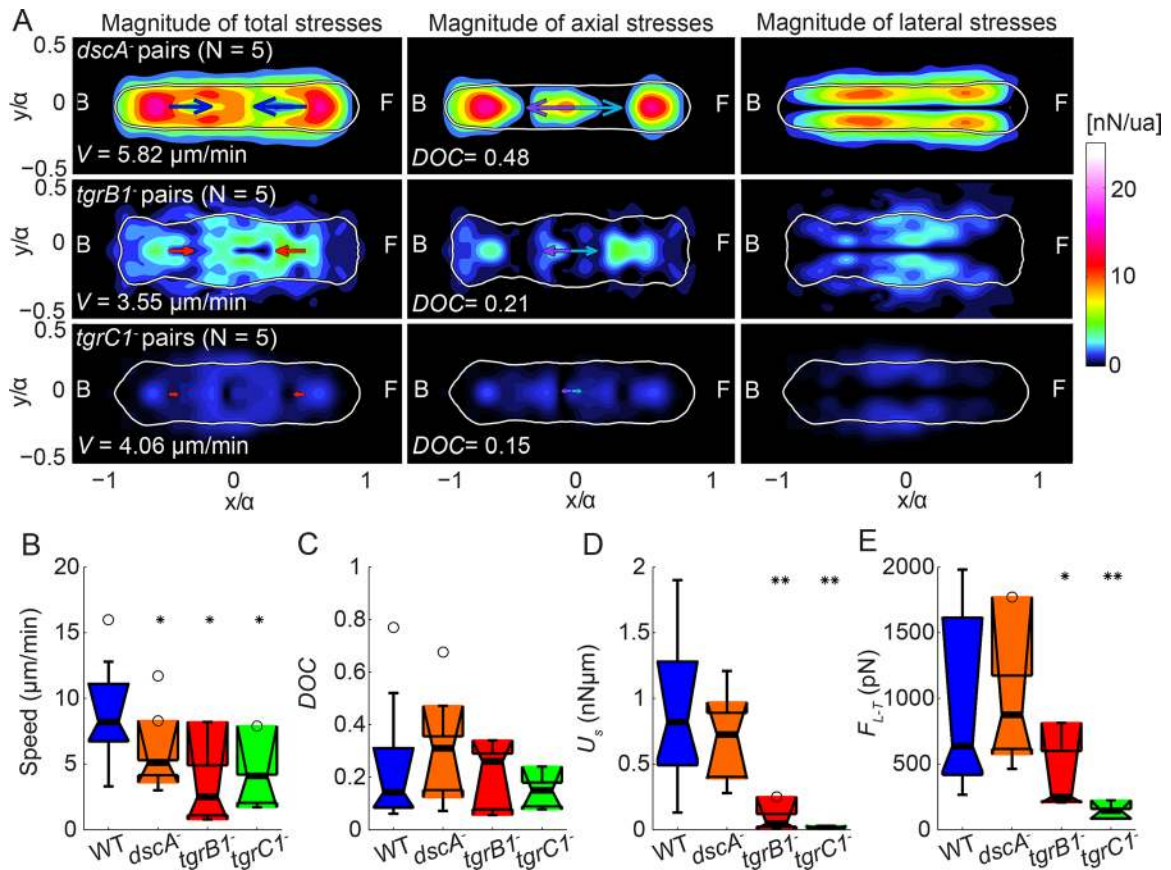 A
Magnitude of total stresses
Magnitude of axial stresses
Magnitude of lateral stresses
0.5
y/α
0
−0.5
dscA- pairs (N = 5)
B
F
V = 5.82 µm/min
B
F
DOC= 0.48
B
F
[nN/ua]
20
10
0
0.5
y/α
0
−0.5
tgrB1- pairs (N = 5)
B
F
V = 3.55 µm/min
B
F
DOC= 0.21
B
F
0.5
y/α
0
−0.5
tgrC1- pairs (N = 5)
B
F
V = 4.06 µm/min
B
F
DOC= 0.15
B
F
−1 0 1
x/α
−1 0 1
x/α
−1 0 1
x/α
B
Speed (µm/min)
20
15
10
5
0
* * *
WT dscA- tgrB1- tgrC1-
C
DOC
1
0.8
0.6
0.4
0.2
0
WT dscA- tgrB1- tgrC1-
D
Us (nNµm)
2
1.5
1
0.5
0
** **
WT dscA- tgrB1- tgrC1-
E
FL-T (pN)
2000
1500
1000
500
0
* **
WT dscA- tgrB1- tgrC1-